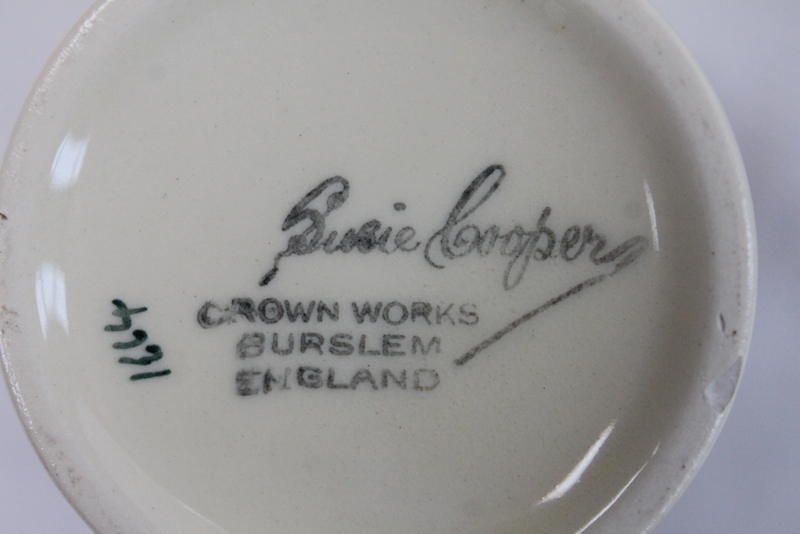 Susie Cooper
CROWN WORKS
BURSLEM
ENGLAND
1664